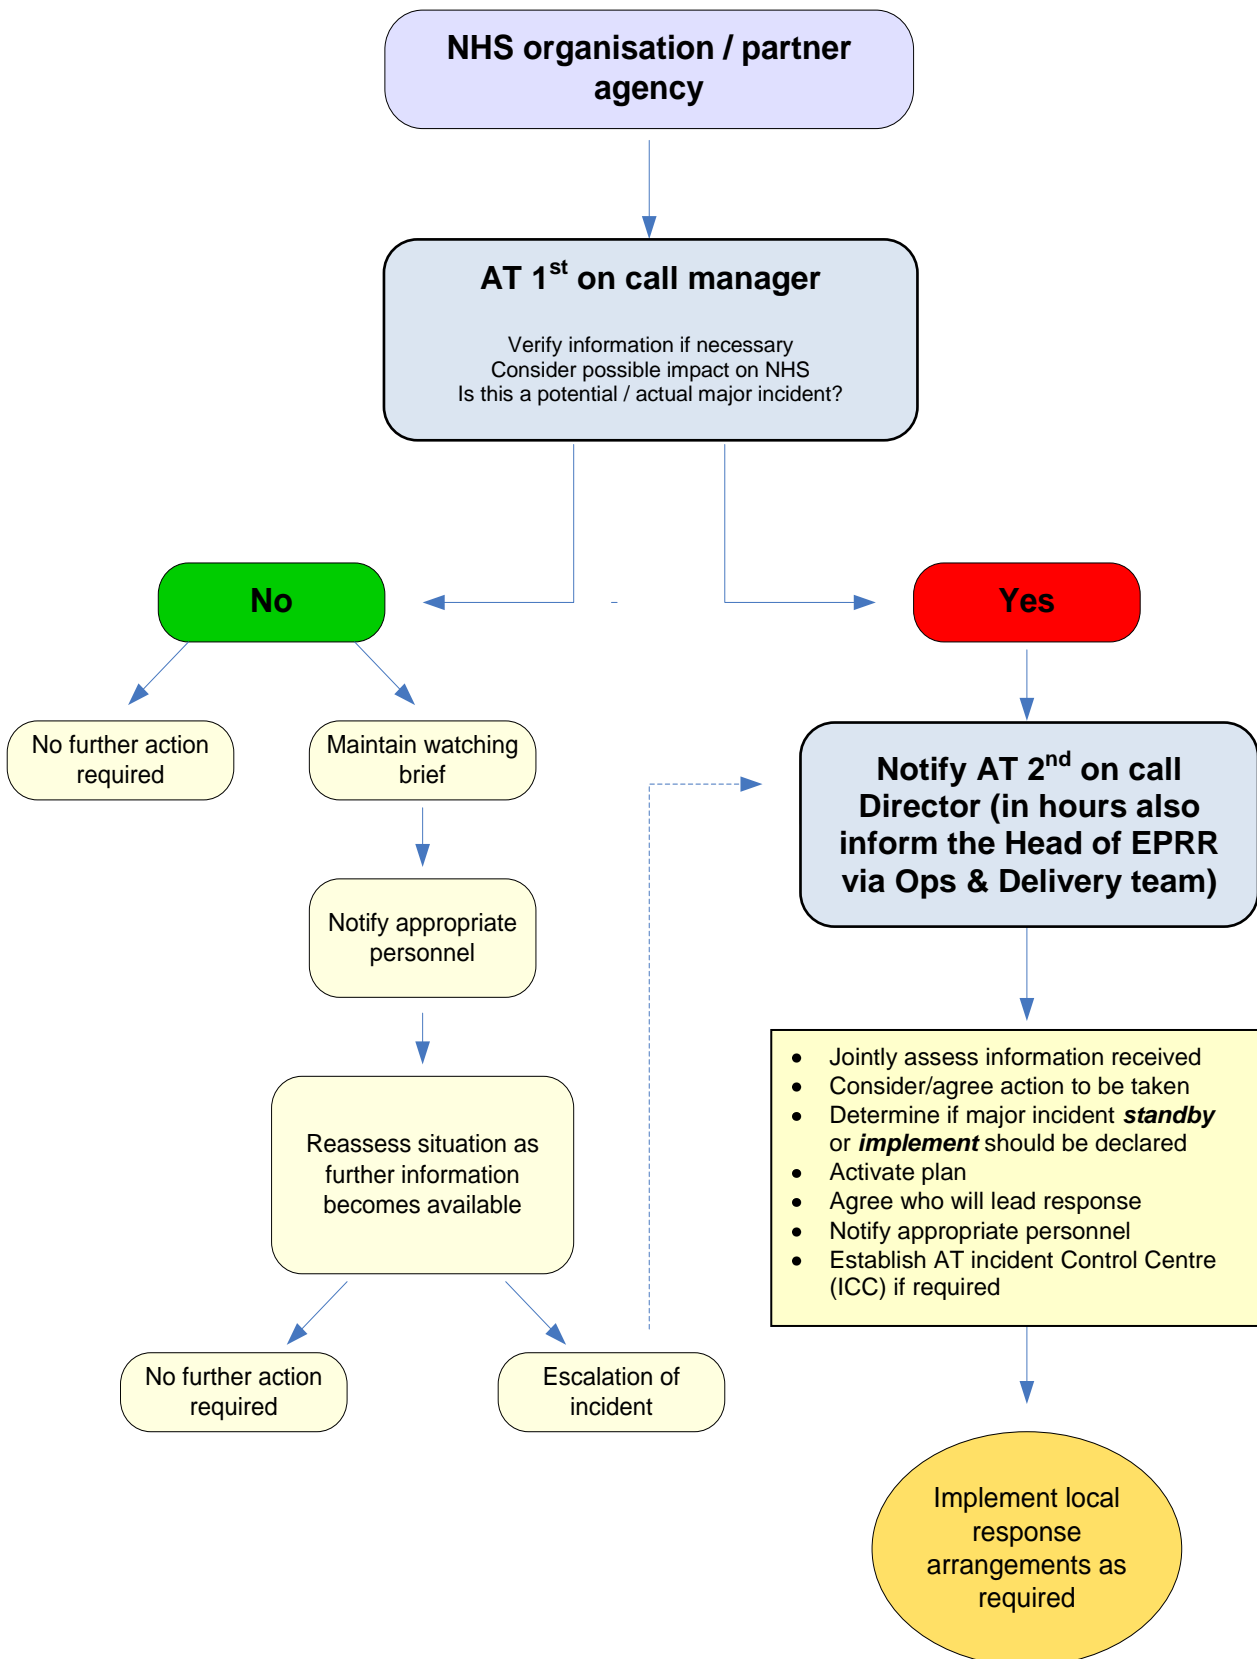 NHS organisation / partner
agency
AT 1st on call manager
Verify information if necessary
Consider possible impact on NHS
Is this a potential / actual major incident?
No
Yes
No further action
required
Maintain watching
brief
Notify AT 2nd on call
Director (in hours also
inform the Head of EPRR
via Ops & Delivery team)
Notify appropriate
personnel
Reassess situation as
further information
becomes available
• Jointly assess information received
• Consider/agree action to be taken
• Determine if major incident standby
or implement should be declared
• Activate plan
• Agree who will lead response
• Notify appropriate personnel
• Establish AT incident Control Centre
(ICC) if required
No further action
required
Escalation of
incident
Implement local
response
arrangements as
required